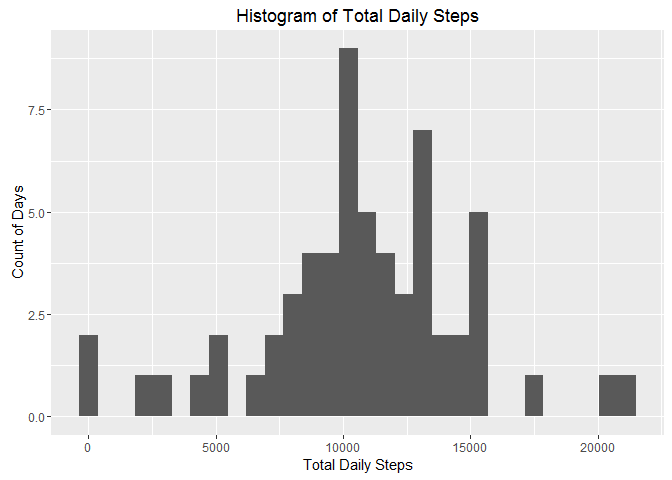 Histogram of Total Daily Steps
Count of Days
7.5
5.0
2.5
0.0
0 5000 10000 15000 20000
Total Daily Steps